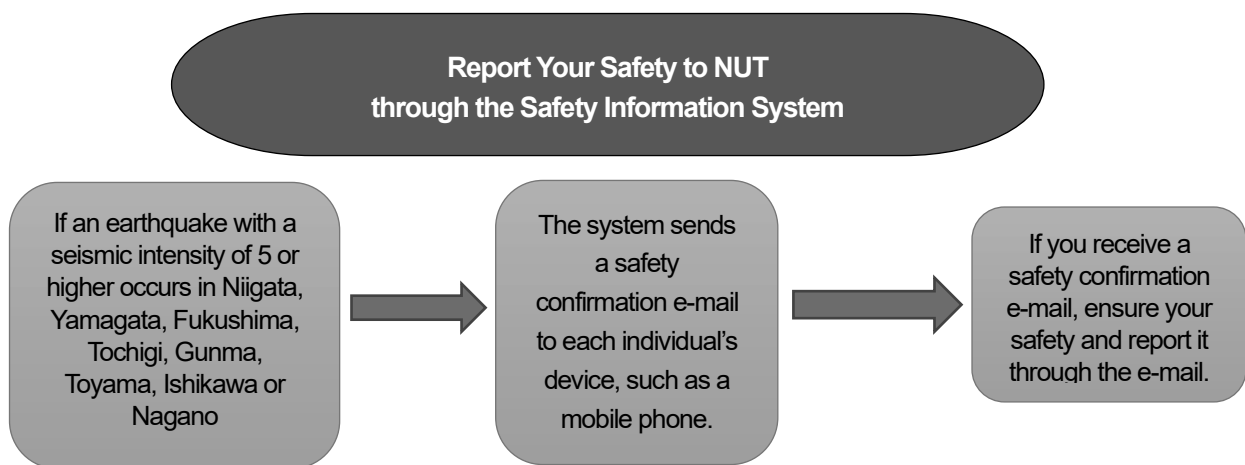 Report Your Safety to NUT
through the Safety Information System
If an earthquake with a
seismic intensity of 5 or
higher occurs in Niigata,
Yamagata, Fukushima,
Tochigi, Gunma,
Toyama, Ishikawa or
Nagano
The system sends
a safety
confirmation e-mail
to each individual’s
device, such as a
mobile phone.
If you receive a
safety confirmation
e-mail, ensure your
safety and report it
through the e-mail.